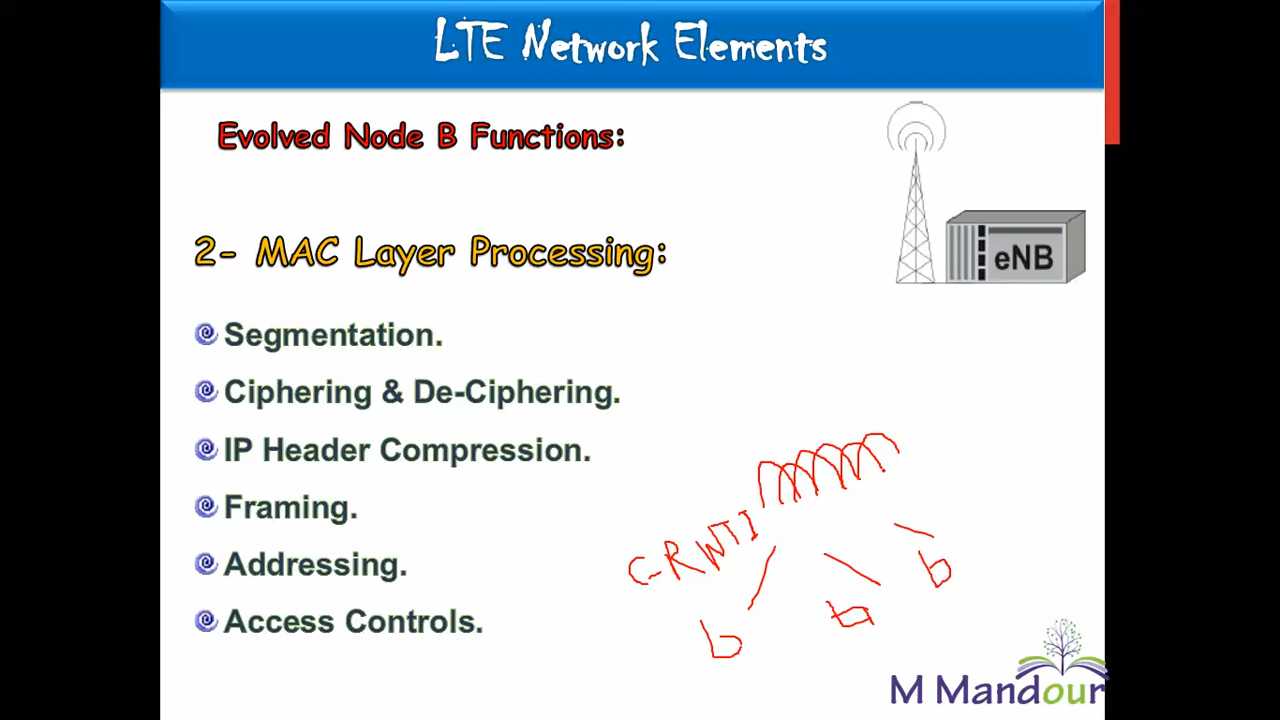 LTE Network Elements
Evolved Node B Functions:
eNB
2- MAC Layer Processing:
Segmentation.
Ciphering & De-Ciphering.
IP Header Compression.
Framing.
Addressing.
Access Controls.
C-RWTI
b
b
b
M Mandour